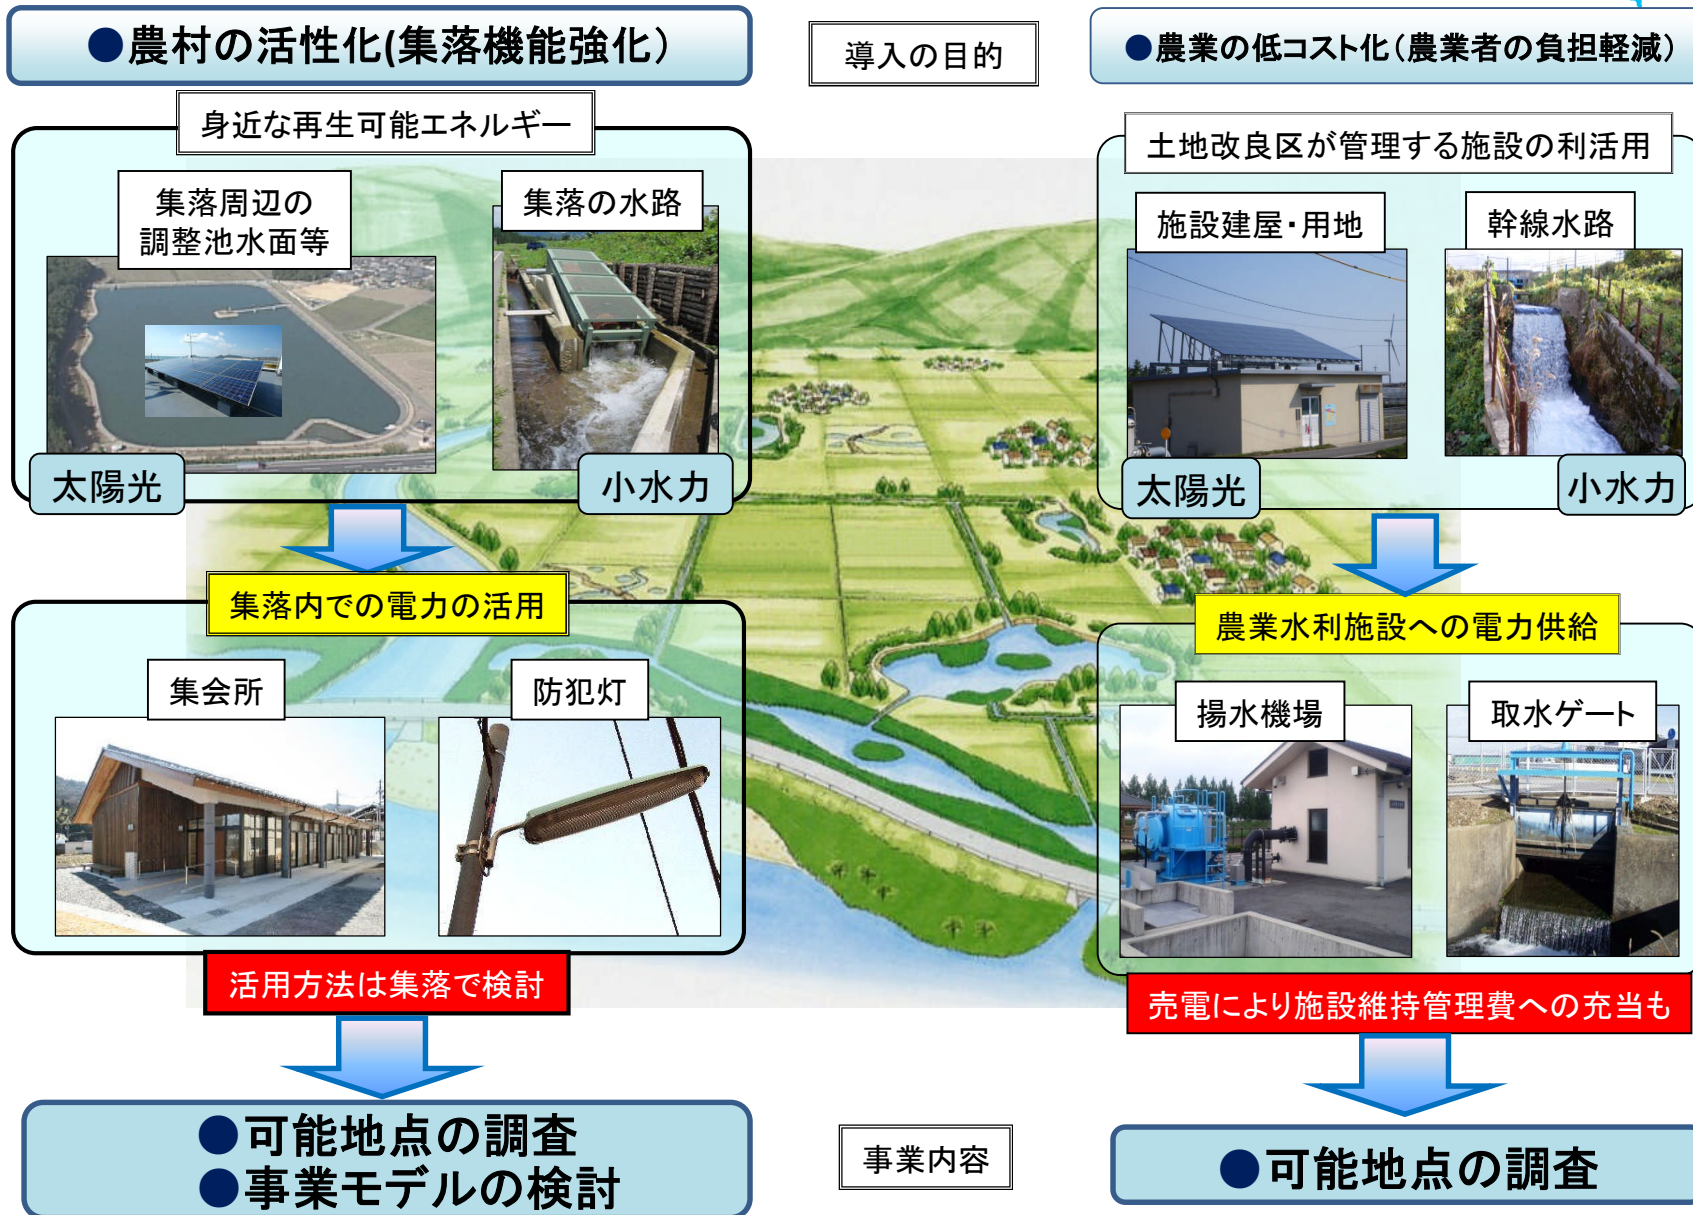 ●農村の活性化(集落機能強化）
導入の目的
●農業の低コスト化（農業者の負担軽減）
身近な再生可能エネルギー
集落周辺の
調整池水面等
集落の水路
太陽光
小水力
土地改良区が管理する施設の利活用
施設建屋・用地
幹線水路
太陽光
小水力
集落内での電力の活用
集会所
防犯灯
活用方法は集落で検討
農業水利施設への電力供給
揚水機場
取水ゲート
売電により施設維持管理費への充当も
●可能地点の調査
●事業モデルの検討
事業内容
●可能地点の調査